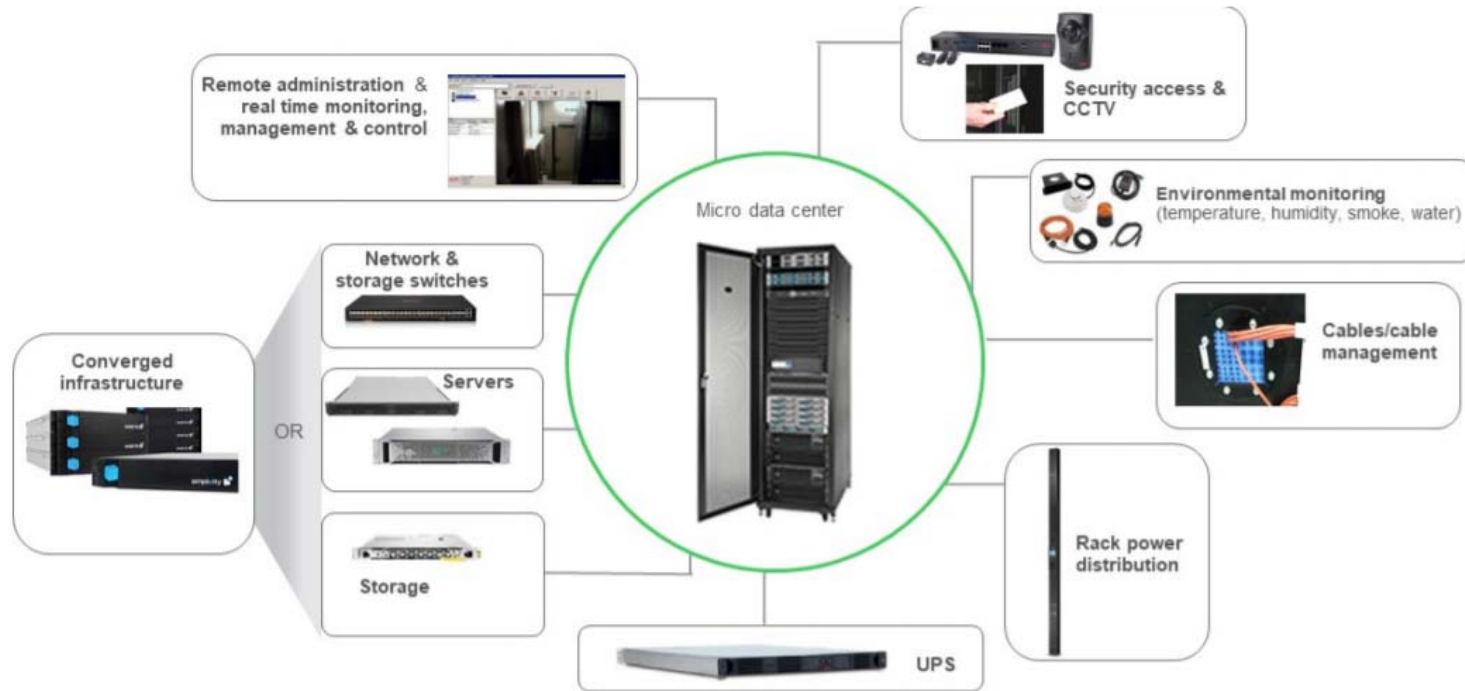 Remote administration &
real time monitoring,
management & control
Security access &
CCTV
Environmental monitoring
(temperature, humidity, smoke, water)
Micro data center
Network &
storage switches
Converged
infrastructure
OR
Servers
Storage
Cables/cable
management
Rack power
distribution
UPS